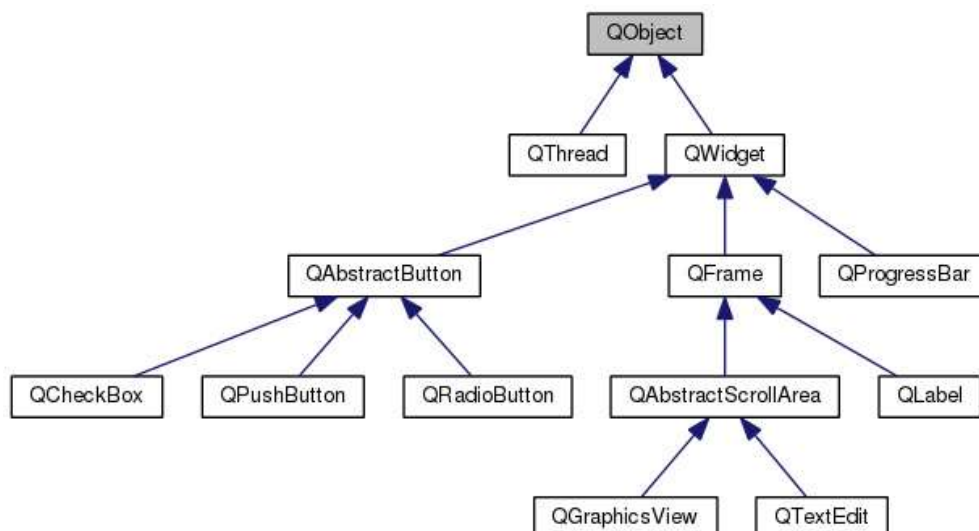 QObject
QThread
QWidget
QAbstractButton
QFrame
QProgressBar
QCheckBox
QPushButton
QRadioButton
QAbstractScrollArea
QLabel
QGraphicsView
QTextEdit